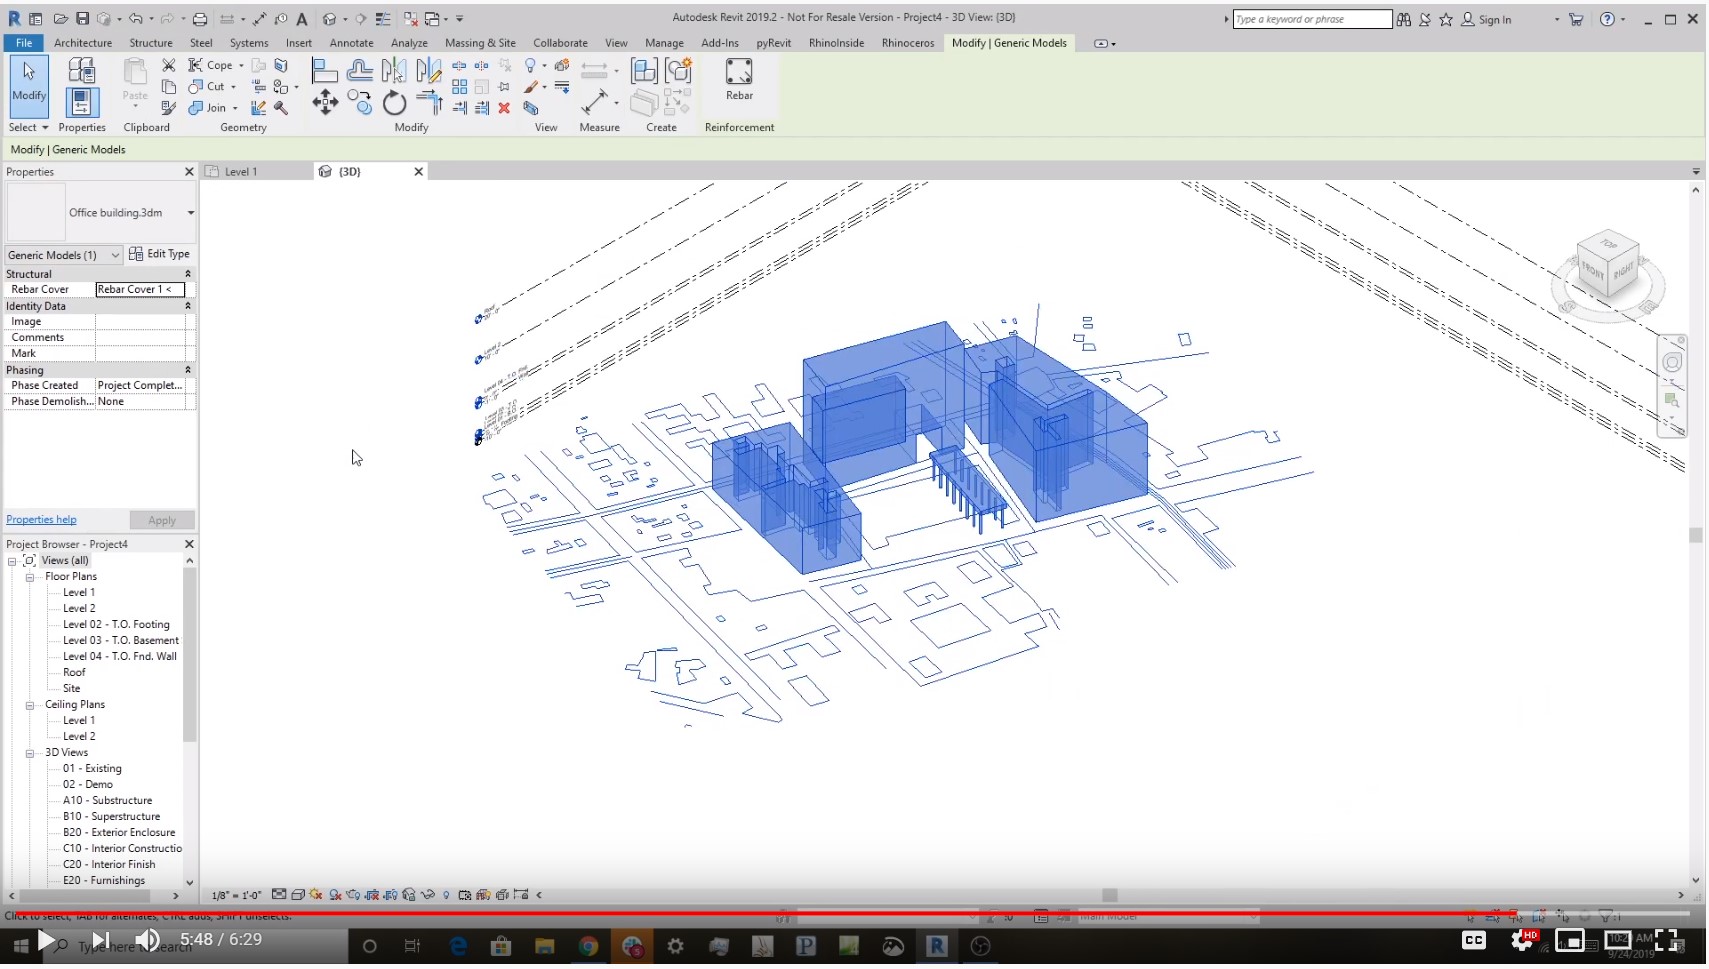 Autodesk Revit 2019.2 - Not For Resale Version - Project4 - 3D View: {3D}
Type a keyword or phrase
Sign In
File Architecture Structure Steel Systems Insert Annotate Analyze Massing & Site Collaborate View Manage Add-Ins pyRevit RhinoInside Rhinoceros Modify | Generic Models
Cope
Cut
Join
Modify
Paste
Rebar
Select Properties Clipboard Geometry Modify View Measure Create Reinforcement
Modify | Generic Models
Properties
Level 1
{3D}
Office building.3dm
Generic Models (1)
Edit Type
Structural
Rebar Cover
Rebar Cover 1 <
Identity Data
Image
Comments
Mark
Phasing
Phase Created
Project Complet...
Phase Demolish...
None
Properties help
Apply
Project Browser - Project4
Views (all)
Floor Plans
Level 1
Level 2
Level 02 - T.O. Footing
Level 03 - T.O. Basement
Level 04 - T.O. Fnd. Wall
Roof
Site
Ceiling Plans
Level 1
Level 2
3D Views
01 - Existing
02 - Demo
A10 - Substructure
B10 - Superstructure
B20 - Exterior Enclosure
C10 - Interior Constructio
C20 - Interior Finish
E20 - Furnishings
TOP
FRONT
RIGHT
1/8" = 1'-0"
Click to select, TAB for alternates, CTRL adds, SHIFT unselects.
Main Model
Type here to search
5:48 / 6:29
CC
HD
9/24/2019